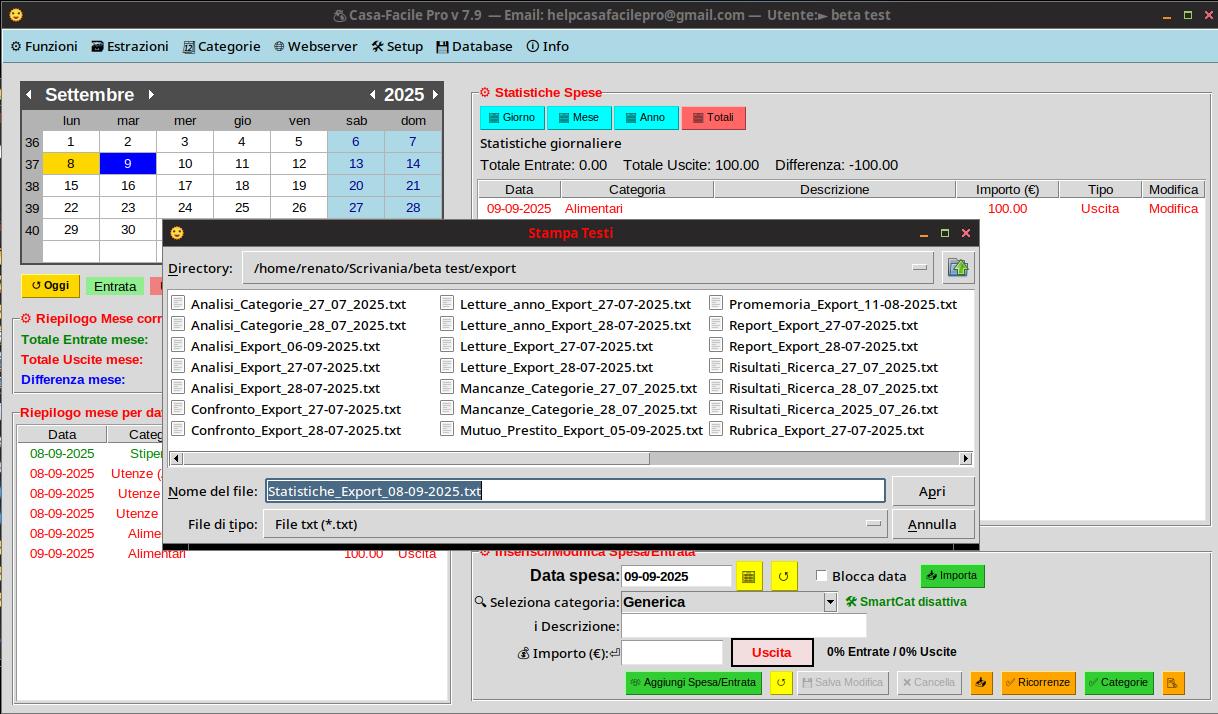 Casa-Facile Pro v 7.9 — Email: helpcasafacilepro@gmail.com — Utente:► beta test
Funzioni Estrazioni Categorie Webserver Setup Database Info
Settembre 2025
lun mar mer gio ven sab dom
36 1 2 3 4 5 6 7
37 8 9 10 11 12 13 14
38 15 16 17 18 19 20 21
39 22 23 24 25 26 27 28
40 29 30
Oggi Entrata
Riepilogo Mese corr
Totale Entrate mese:
Totale Uscite mese:
Differenza mese:
Riepilogo mese per dat
Data Categ
08-09-2025 Stiper
08-09-2025 Utenze (
08-09-2025 Utenze
08-09-2025 Utenze
08-09-2025 Alime
09-09-2025 Alimentari 100.00 Uscita
Statistiche Spese
Giorno Mese Anno Totali
Statistiche giornaliere
Totale Entrate: 0.00 Totale Uscite: 100.00 Differenza: -100.00
Data Categoria Descrizione Importo (€) Tipo Modifica
09-09-2025 Alimentari 100.00 Uscita Modifica
Stampa Testi
Directory: /home/renato/Scrivania/beta test/export
Analisi_Categorie_27_07_2025.txt Letture_anno_Export_27-07-2025.txt Promemoria_Export_11-08-2025.txt
Analisi_Categorie_28_07_2025.txt Letture_anno_Export_28-07-2025.txt Report_Export_27-07-2025.txt
Analisi_Export_06-09-2025.txt Letture_Export_27-07-2025.txt Report_Export_28-07-2025.txt
Analisi_Export_27-07-2025.txt Letture_Export_28-07-2025.txt Risultati_Ricerca_27_07_2025.txt
Analisi_Export_28-07-2025.txt Mancanze_Categorie_27_07_2025.txt Risultati_Ricerca_28_07_2025.txt
Confronto_Export_27-07-2025.txt Mancanze_Categorie_28_07_2025.txt Risultati_Ricerca_2025_07_26.txt
Confronto_Export_28-07-2025.txt Mutuo_Prestito_Export_05-09-2025.txt Rubrica_Export_27-07-2025.txt
Nome del file: Statistiche_Export_08-09-2025.txt Apri
File di tipo: File txt (*.txt) Annulla
Inserisci/Modifica Spesa/Entrata
Data spesa: 09-09-2025 Blocca data Importa
Seleziona categoria: Generica SmartCat disattiva
i Descrizione:
Importo (€): Uscita 0% Entrate / 0% Uscite
Aggiungi Spesa/Entrata Salva Modifica Cancella Ricorrenze Categorie